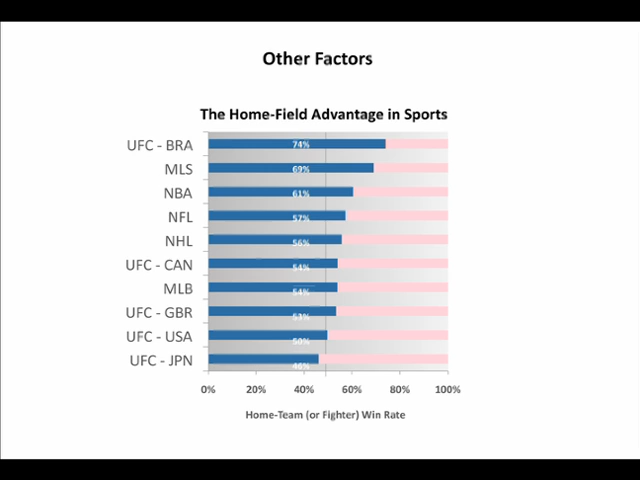 Other Factors
The Home-Field Advantage in Sports
UFC - BRA 74%
MLS 69%
NBA 61%
NFL 57%
NHL 56%
UFC - CAN 54%
MLB 54%
UFC - GBR 53%
UFC - USA 50%
UFC - JPN 46%
0% 20% 40% 60% 80% 100%
Home-Team (or Fighter) Win Rate